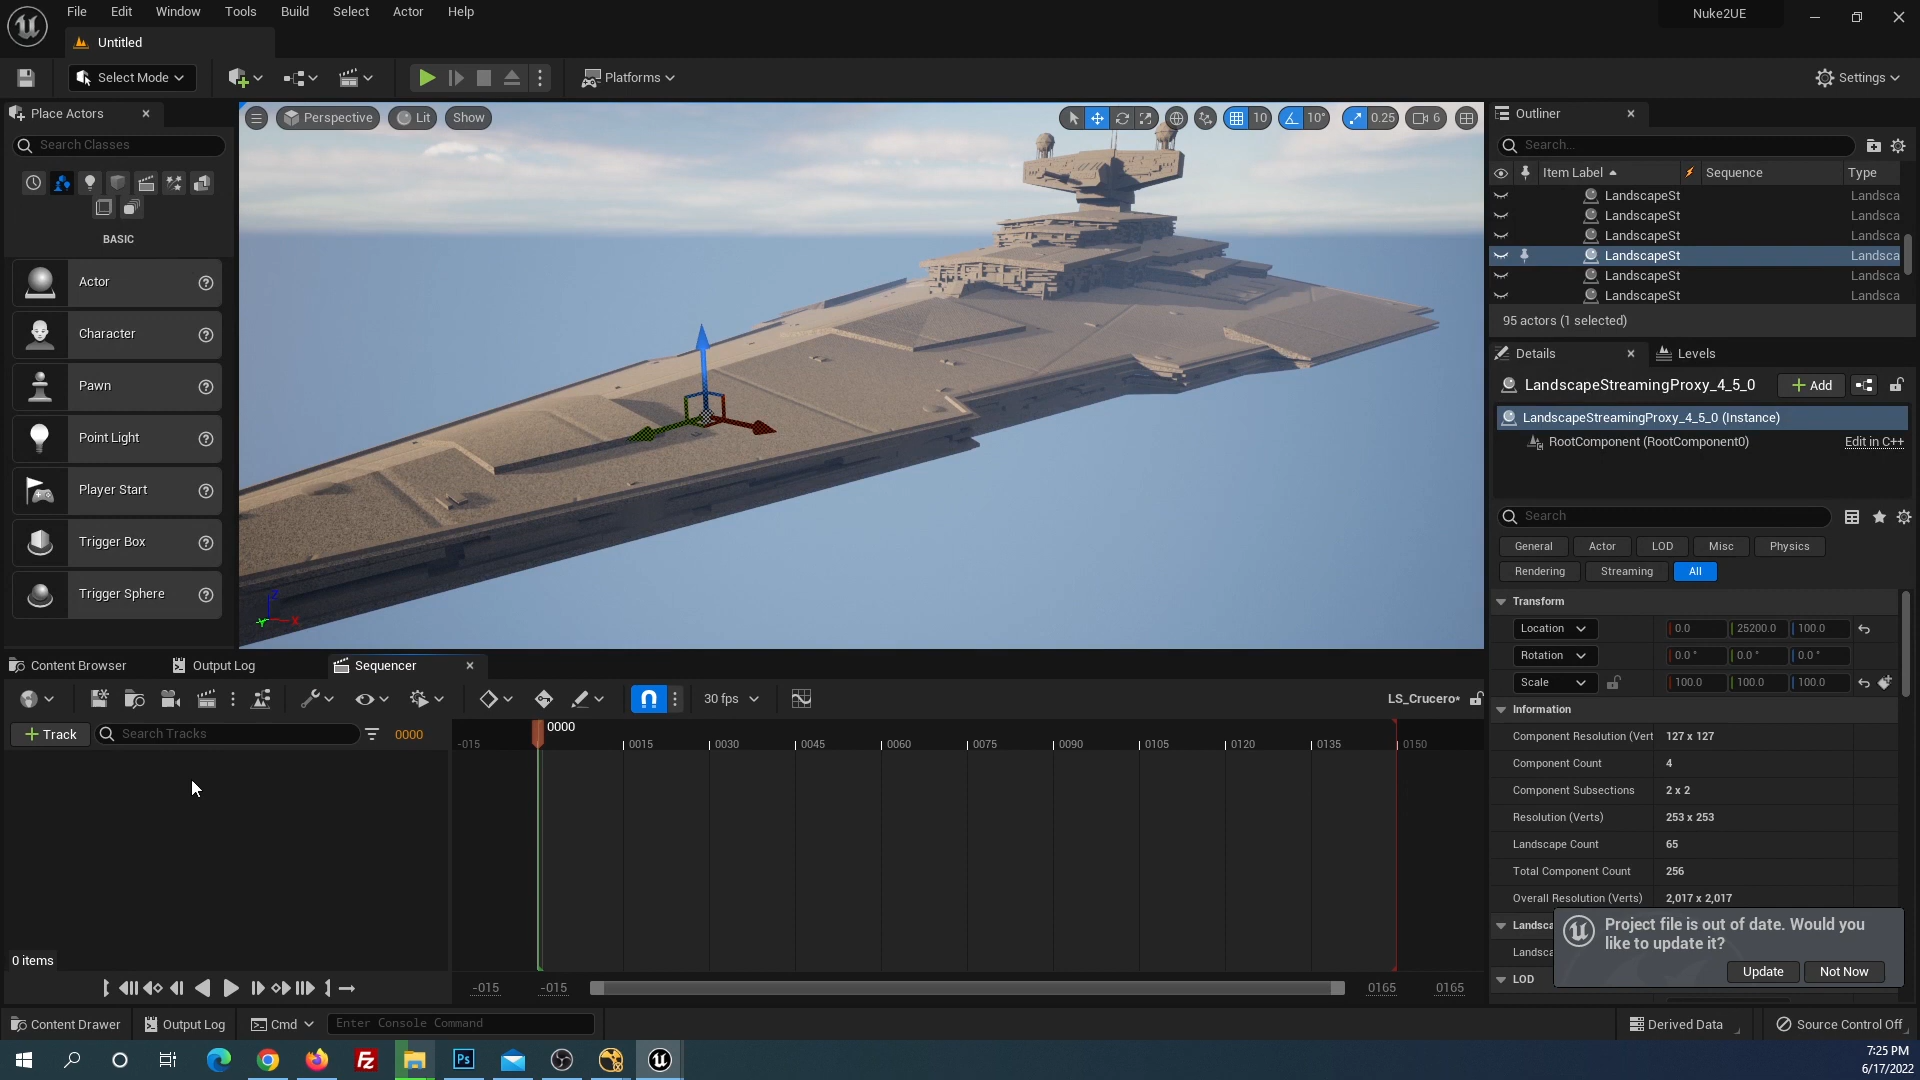 File Edit Window Tools Build Select Actor Help
Nuke2UE
Untitled
Select Mode
Platforms
Settings
Place Actors
Search Classes
BASIC
Actor
Character
Pawn
Point Light
Player Start
Trigger Box
Trigger Sphere
Perspective Lit Show
10 10° 0.25 6
Z
Y X
Outliner
Search...
Item Label Sequence Type
LandscapeSt Landsca
LandscapeSt Landsca
LandscapeSt Landsca
LandscapeSt Landsca
LandscapeSt Landsca
LandscapeSt Landsca
95 actors (1 selected)
Details Levels
LandscapeStreamingProxy_4_5_0 Add
LandscapeStreamingProxy_4_5_0 (Instance)
RootComponent (RootComponent0) Edit in C++
Search
General Actor LOD Misc Physics
Rendering Streaming All
Transform
Location 0.0 25200.0 100.0
Rotation 0.0 ° 0.0 ° 0.0 °
Scale 100.0 100.0 100.0
Information
Component Resolution (Vert 127 x 127
Component Count 4
Component Subsections 2 x 2
Resolution (Verts) 253 x 253
Landscape Count 65
Total Component Count 256
Overall Resolution (Verts) 2,017 x 2,017
Landsca
Landsca
LOD
Project file is out of date. Would you
like to update it?
Update Not Now
Content Browser Output Log Sequencer
30 fps LS_Crucero*
Track Search Tracks 0000
0000
-015 0015 0030 0045 0060 0075 0090 0105 0120 0135 0150
0 items
-015 -015 0165 0165
Content Drawer Output Log Cmd Enter Console Command Derived Data Source Control Off
Fz Ps
7:25 PM
6/17/2022